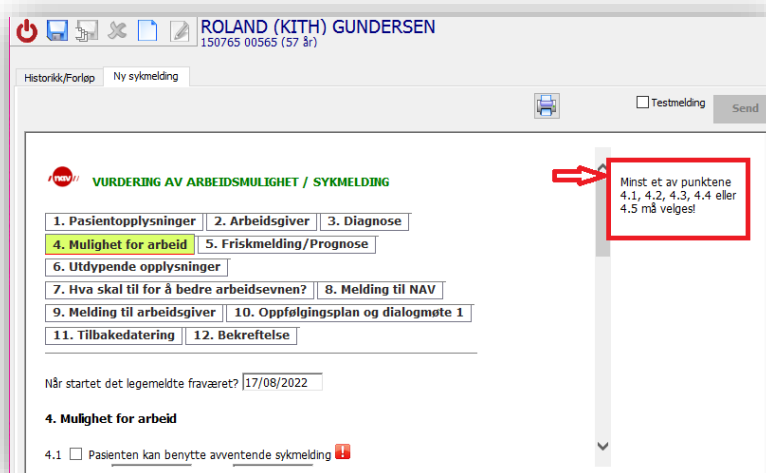 ROLAND (KITH) GUNDERSEN
150765 00565 (57 år)
Historikk/Forløp Ny sykmelding
Testmelding Send
nav VURDERING AV ARBEIDSMULIGHET / SYKMELDING
Minst et av punktene
4.1, 4.2, 4.3, 4.4 eller
4.5 må velges!
1. Pasientopplysninger 2. Arbeidsgiver 3. Diagnose
4. Mulighet for arbeid 5. Friskmelding/Prognose
6. Utdypende opplysninger
7. Hva skal til for å bedre arbeidsevnen? 8. Melding til NAV
9. Melding til arbeidsgiver 10. Oppfølgingsplan og dialogmøte 1
11. Tilbakedatering 12. Bekreftelse
Når startet det legemeldte fraværet? 17/08/2022
4. Mulighet for arbeid
4.1 Pasienten kan benytte avventende sykmelding